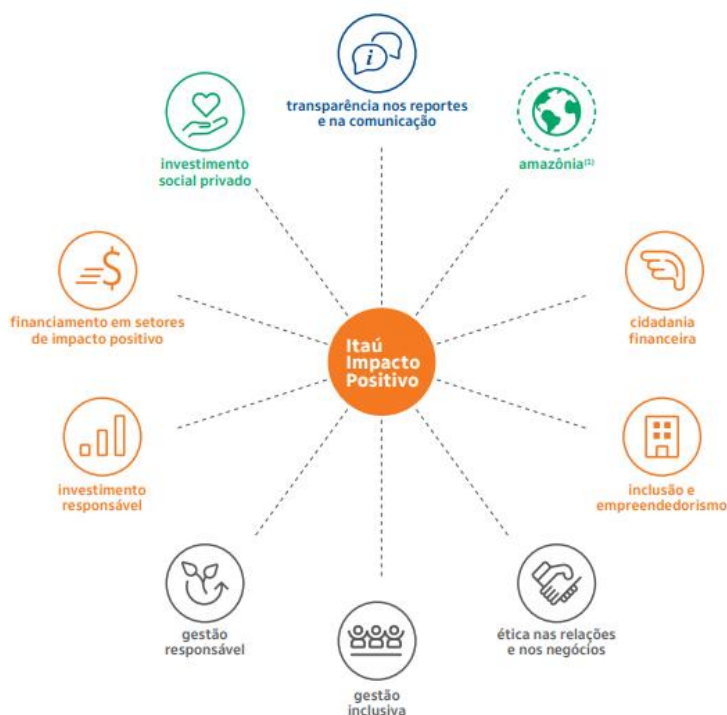 transparência nos reportes
e na comunicação
amazônia⁽¹⁾
cidadania
financeira
inclusão e
empreendedorismo
ética nas relações
e nos negócios
gestão
inclusiva
gestão
responsável
investimento
responsável
financiamento em setores
de impacto positivo
investimento
social privado
Itaú
Impacto
Positivo